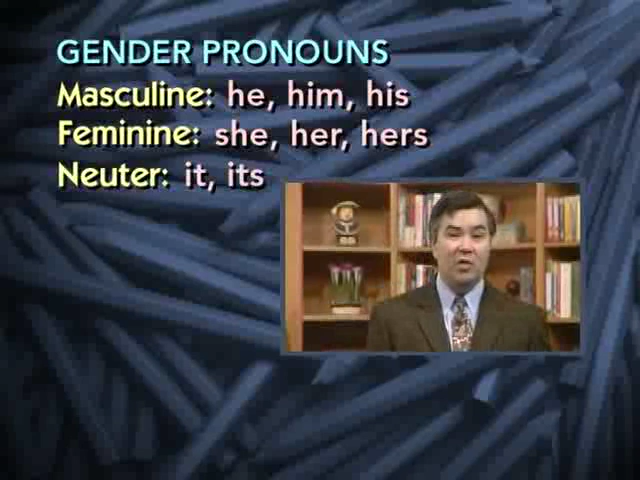 GENDER PRONOUNS
Masculine: he, him, his
Feminine: she, her, hers
Neuter: it, its